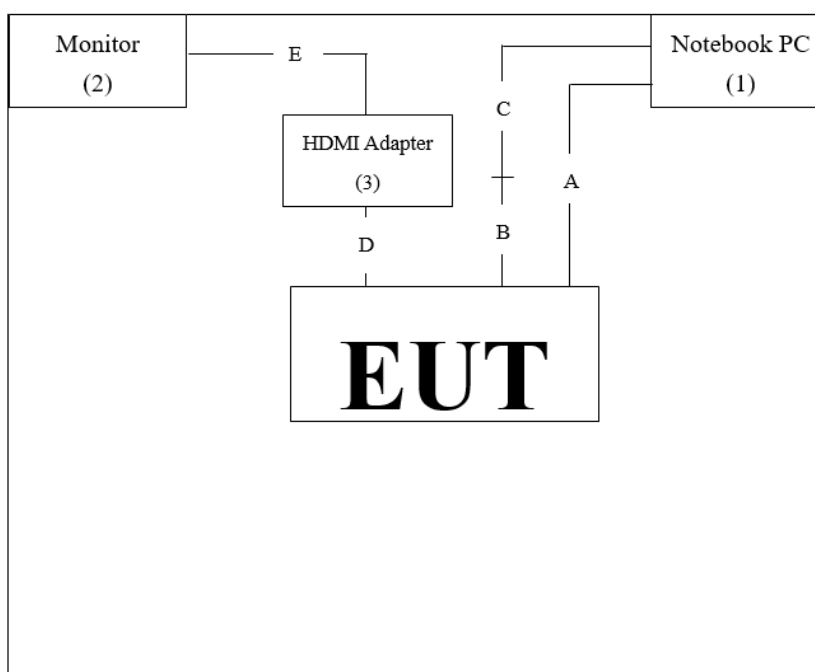 Monitor
(2)
E
Notebook PC
(1)
C
HDMI Adapter
(3)
A
D
B
EUT